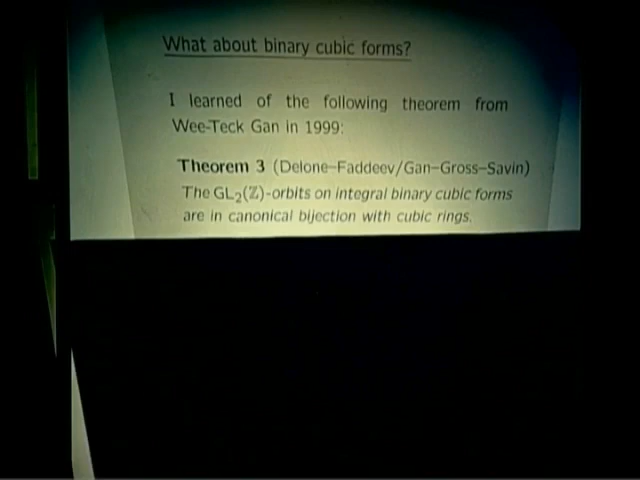 What about binary cubic forms?
I learned of the following theorem from
Wee-Teck Gan in 1999:
Theorem 3 (Delone–Faddeev/Gan–Gross–Savin)
The GL₂(ℤ)-orbits on integral binary cubic forms
are in canonical bijection with cubic rings.